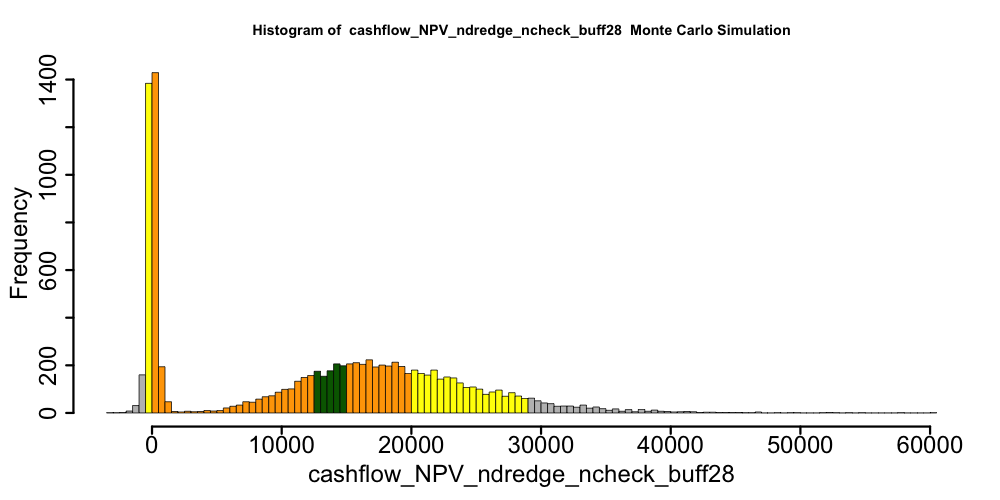 Histogram of  cashflow_NPV_ndredge_ncheck_buff28  Monte Carlo Simulation
Frequency
1400
1000
600
200
0
0 10000 20000 30000 40000 50000 60000
cashflow_NPV_ndredge_ncheck_buff28